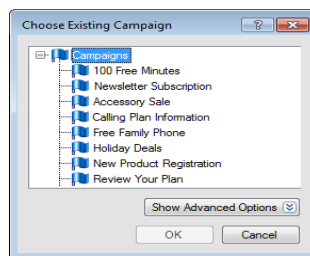 Choose Existing Campaign
Campaigns
100 Free Minutes
Newsletter Subscription
Accessory Sale
Calling Plan Information
Free Family Phone
Holiday Deals
New Product Registration
Review Your Plan
Show Advanced Options
OK Cancel